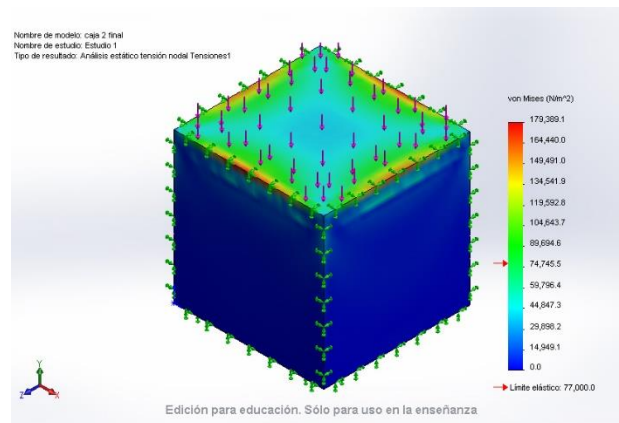 Nombre de modelo: caja 2 final
Nombre de estudio: Estudio 1
Tipo de resultado: Análisis estático tensión nodal Tensiones1
von Mises (N/m^2)
179,389.1
164,440.0
149,491.0
134,541.9
119,592.8
104,643.7
89,694.6
74,745.5
59,796.4
44,847.3
29,898.2
14,949.1
0.0
Límite elástico: 77,000.0
Y
Z
X
Edición para educación. Sólo para uso en la enseñanza